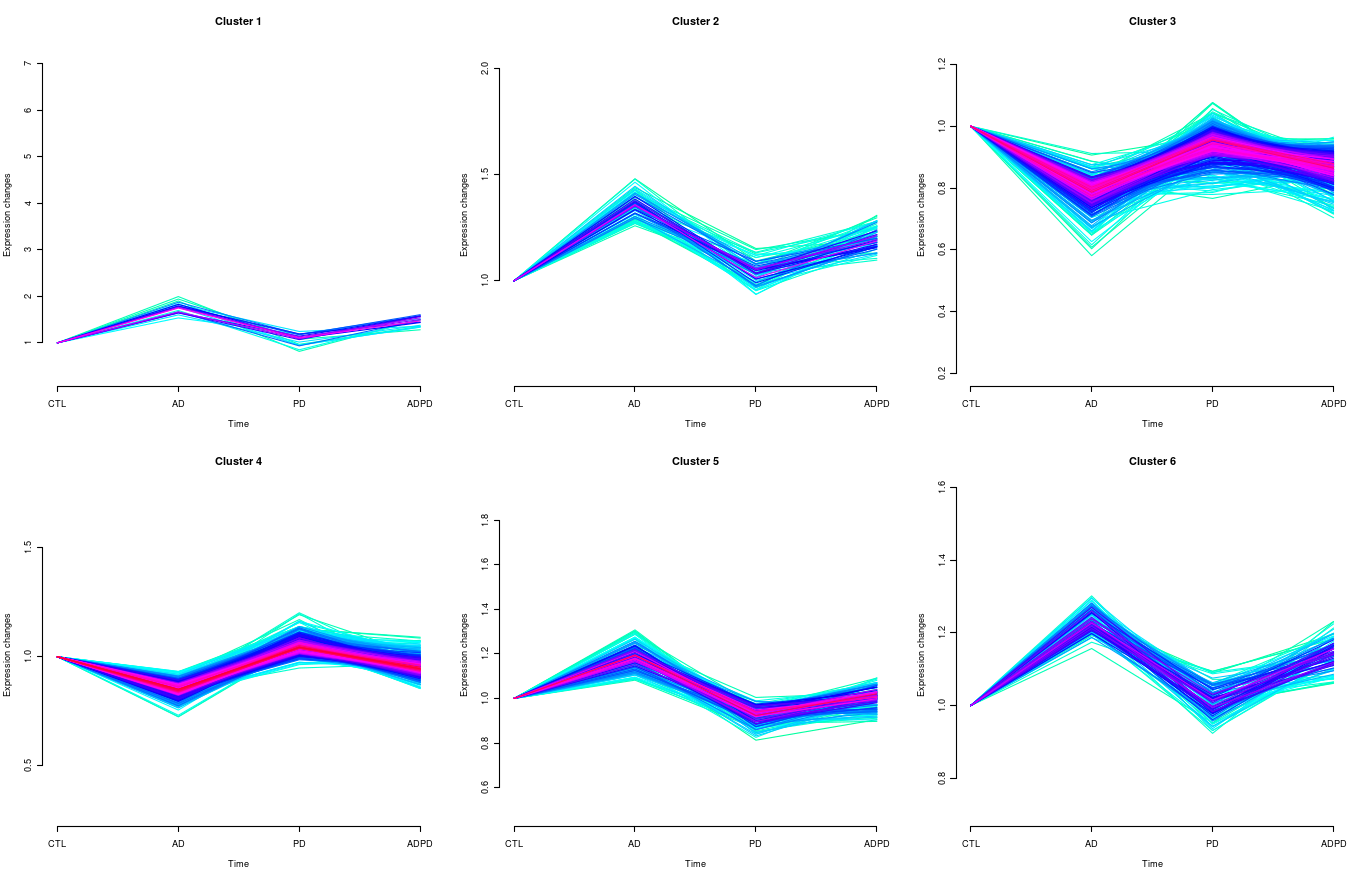 Cluster 1
Expression changes
7
6
5
4
3
2
1
CTL AD PD ADPD
Time
Cluster 2
Expression changes
2.0
1.5
1.0
CTL AD PD ADPD
Time
Cluster 3
Expression changes
1.2
1.0
0.8
0.6
0.4
0.2
CTL AD PD ADPD
Time
Cluster 4
Expression changes
1.5
1.0
0.5
CTL AD PD ADPD
Time
Cluster 5
Expression changes
1.8
1.6
1.4
1.2
1.0
0.8
0.6
CTL AD PD ADPD
Time
Cluster 6
Expression changes
1.6
1.4
1.2
1.0
0.8
CTL AD PD ADPD
Time